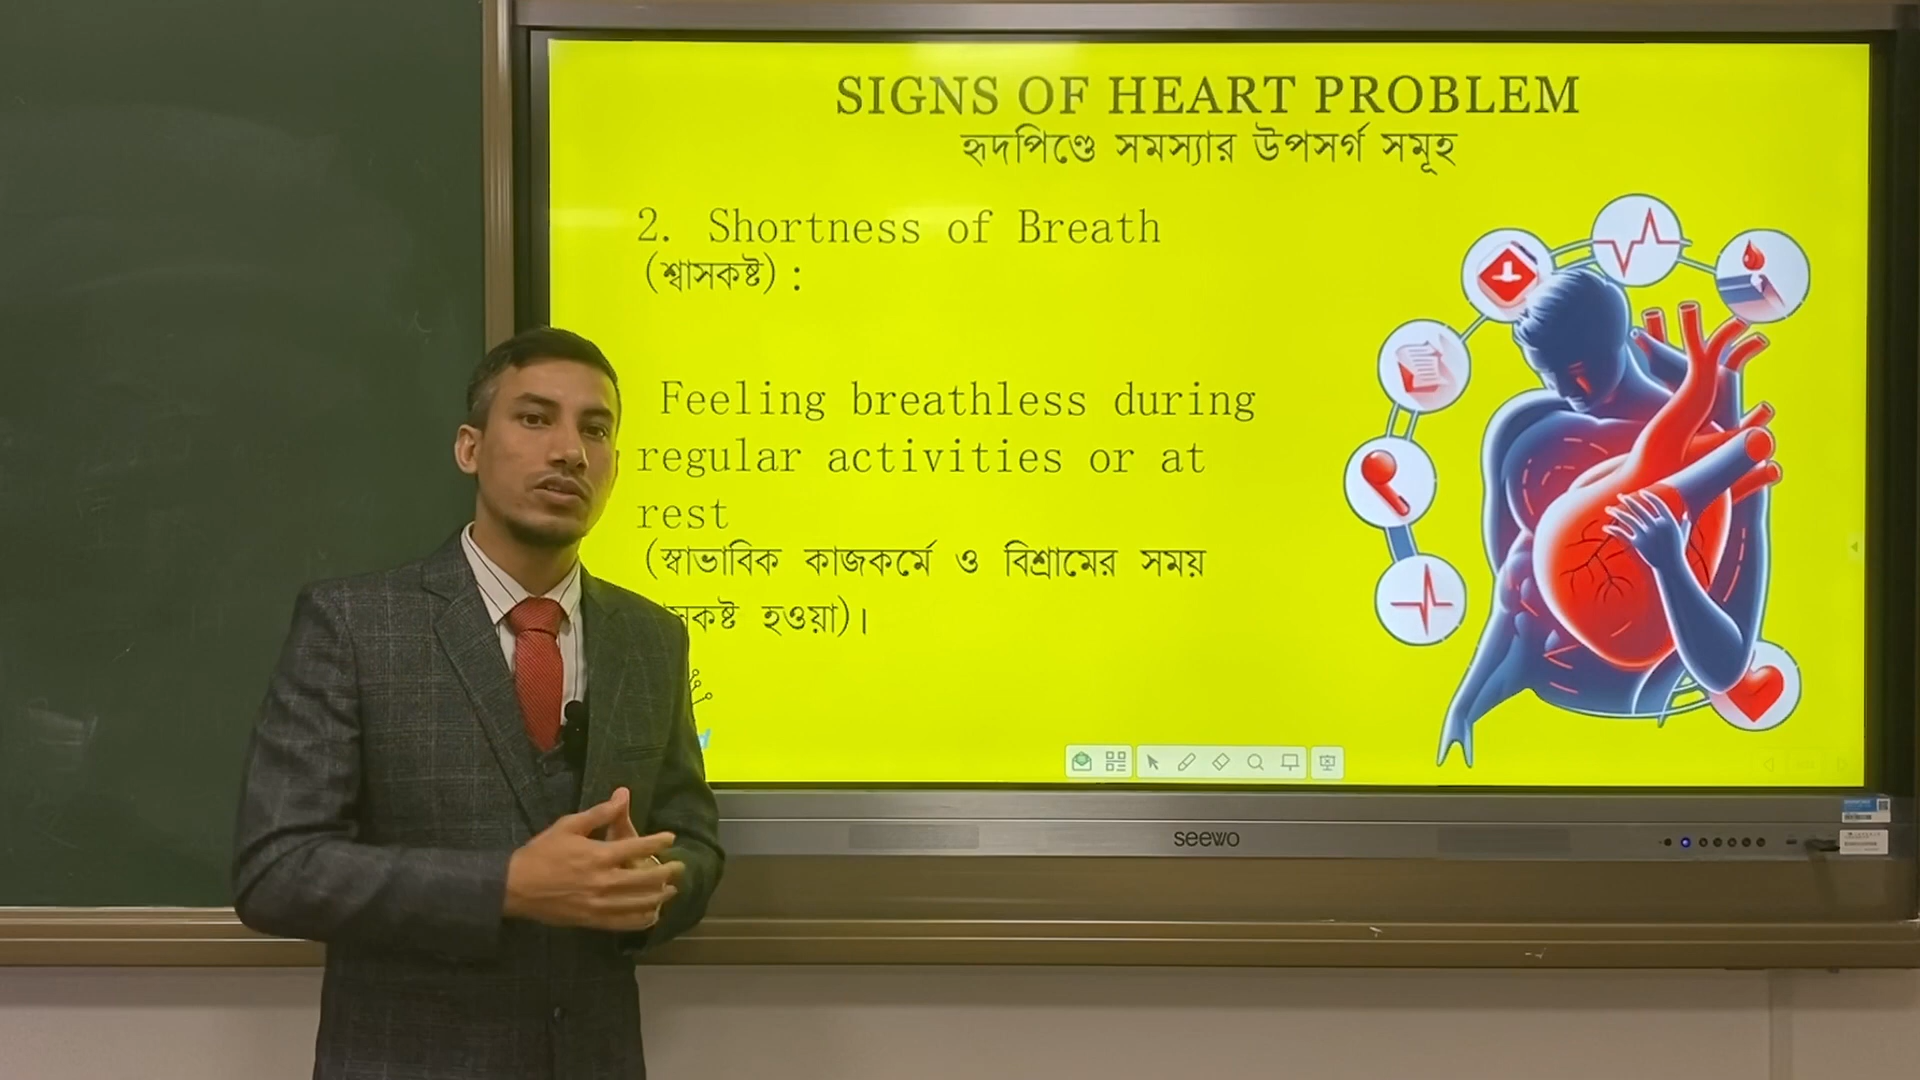 SIGNS OF HEART PROBLEM
হৃদপিণ্ডে সমস্যার উপসর্গ সমূহ
2. Shortness of Breath
(শ্বাসকষ্ট) :
Feeling breathless during
regular activities or at
rest
(স্বাভাবিক কাজকর্মে ও বিশ্রামের সময়
হওয়া)।
seewo